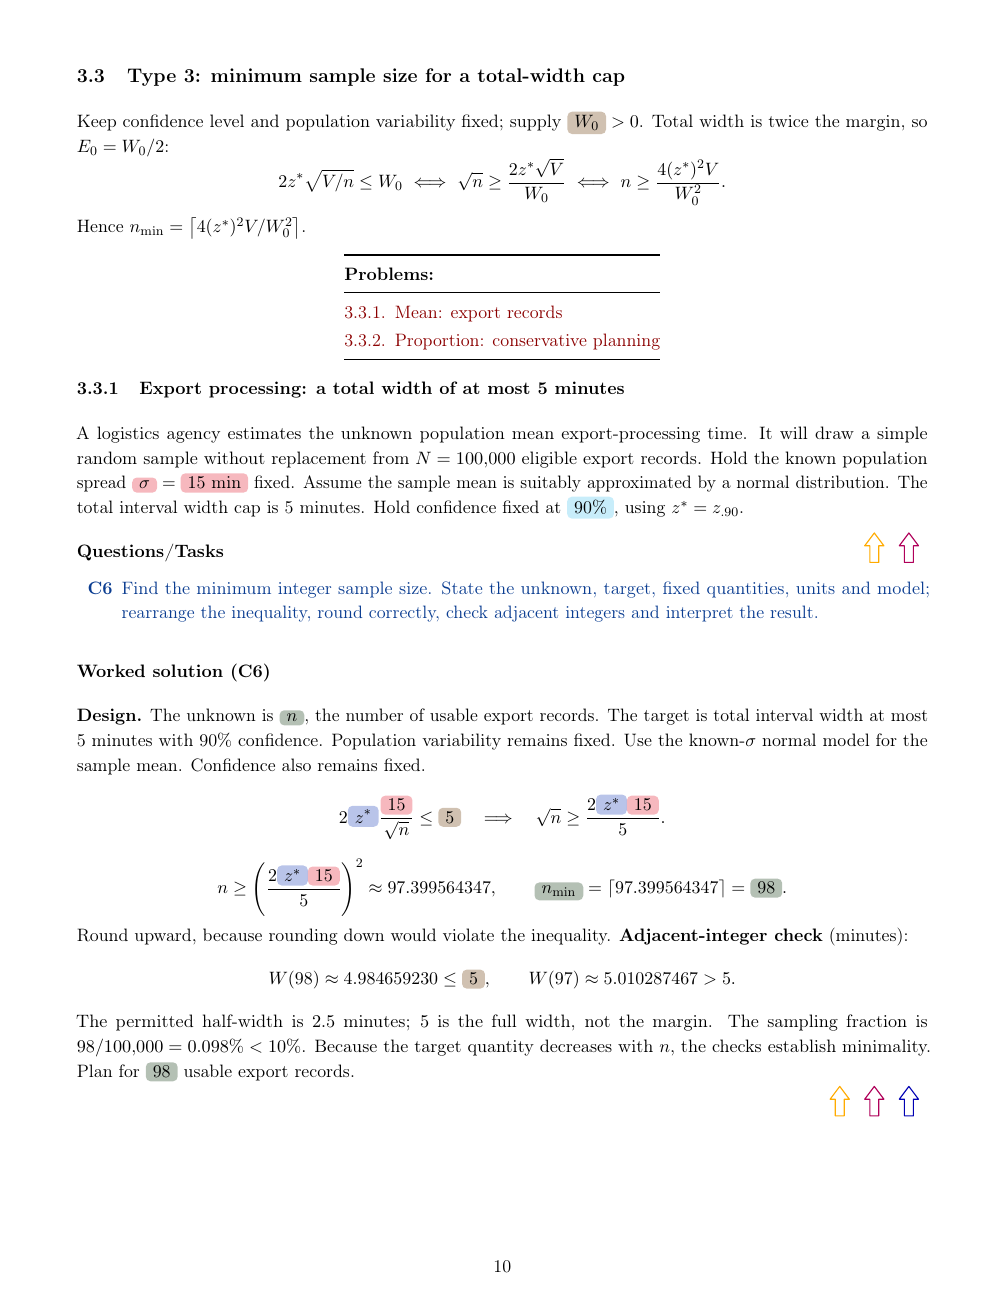 3.3 Type 3: minimum sample size for a total-width cap
Keep confidence level and population variability fixed; supply W₀ > 0. Total width is twice the margin, so
E₀ = W₀/2:
2z*√(V/n) ≤ W₀ ⟺ √n ≥ 2z*√V / W₀ ⟺ n ≥ 4(z*)²V / W₀².
Hence n_min = ⌈4(z*)²V/W₀²⌉.
Problems:
3.3.1. Mean: export records
3.3.2. Proportion: conservative planning
3.3.1 Export processing: a total width of at most 5 minutes
A logistics agency estimates the unknown population mean export-processing time. It will draw a simple
random sample without replacement from N = 100,000 eligible export records. Hold the known population
spread σ = 15 min fixed. Assume the sample mean is suitably approximated by a normal distribution. The
total interval width cap is 5 minutes. Hold confidence fixed at 90%, using z* = z.₉₀.
Questions/Tasks
C6 Find the minimum integer sample size. State the unknown, target, fixed quantities, units and model;
rearrange the inequality, round correctly, check adjacent integers and interpret the result.
Worked solution (C6)
Design. The unknown is n, the number of usable export records. The target is total interval width at most
5 minutes with 90% confidence. Population variability remains fixed. Use the known-σ normal model for the
sample mean. Confidence also remains fixed.
2 z* 15/√n ≤ 5 ⟹ √n ≥ 2 z* 15 / 5.
n ≥ (2 z* 15 / 5)² ≈ 97.399564347, n_min = ⌈97.399564347⌉ = 98.
Round upward, because rounding down would violate the inequality. Adjacent-integer check (minutes):
W(98) ≈ 4.984659230 ≤ 5, W(97) ≈ 5.010287467 > 5.
The permitted half-width is 2.5 minutes; 5 is the full width, not the margin. The sampling fraction is
98/100,000 = 0.098% < 10%. Because the target quantity decreases with n, the checks establish minimality.
Plan for 98 usable export records.
10